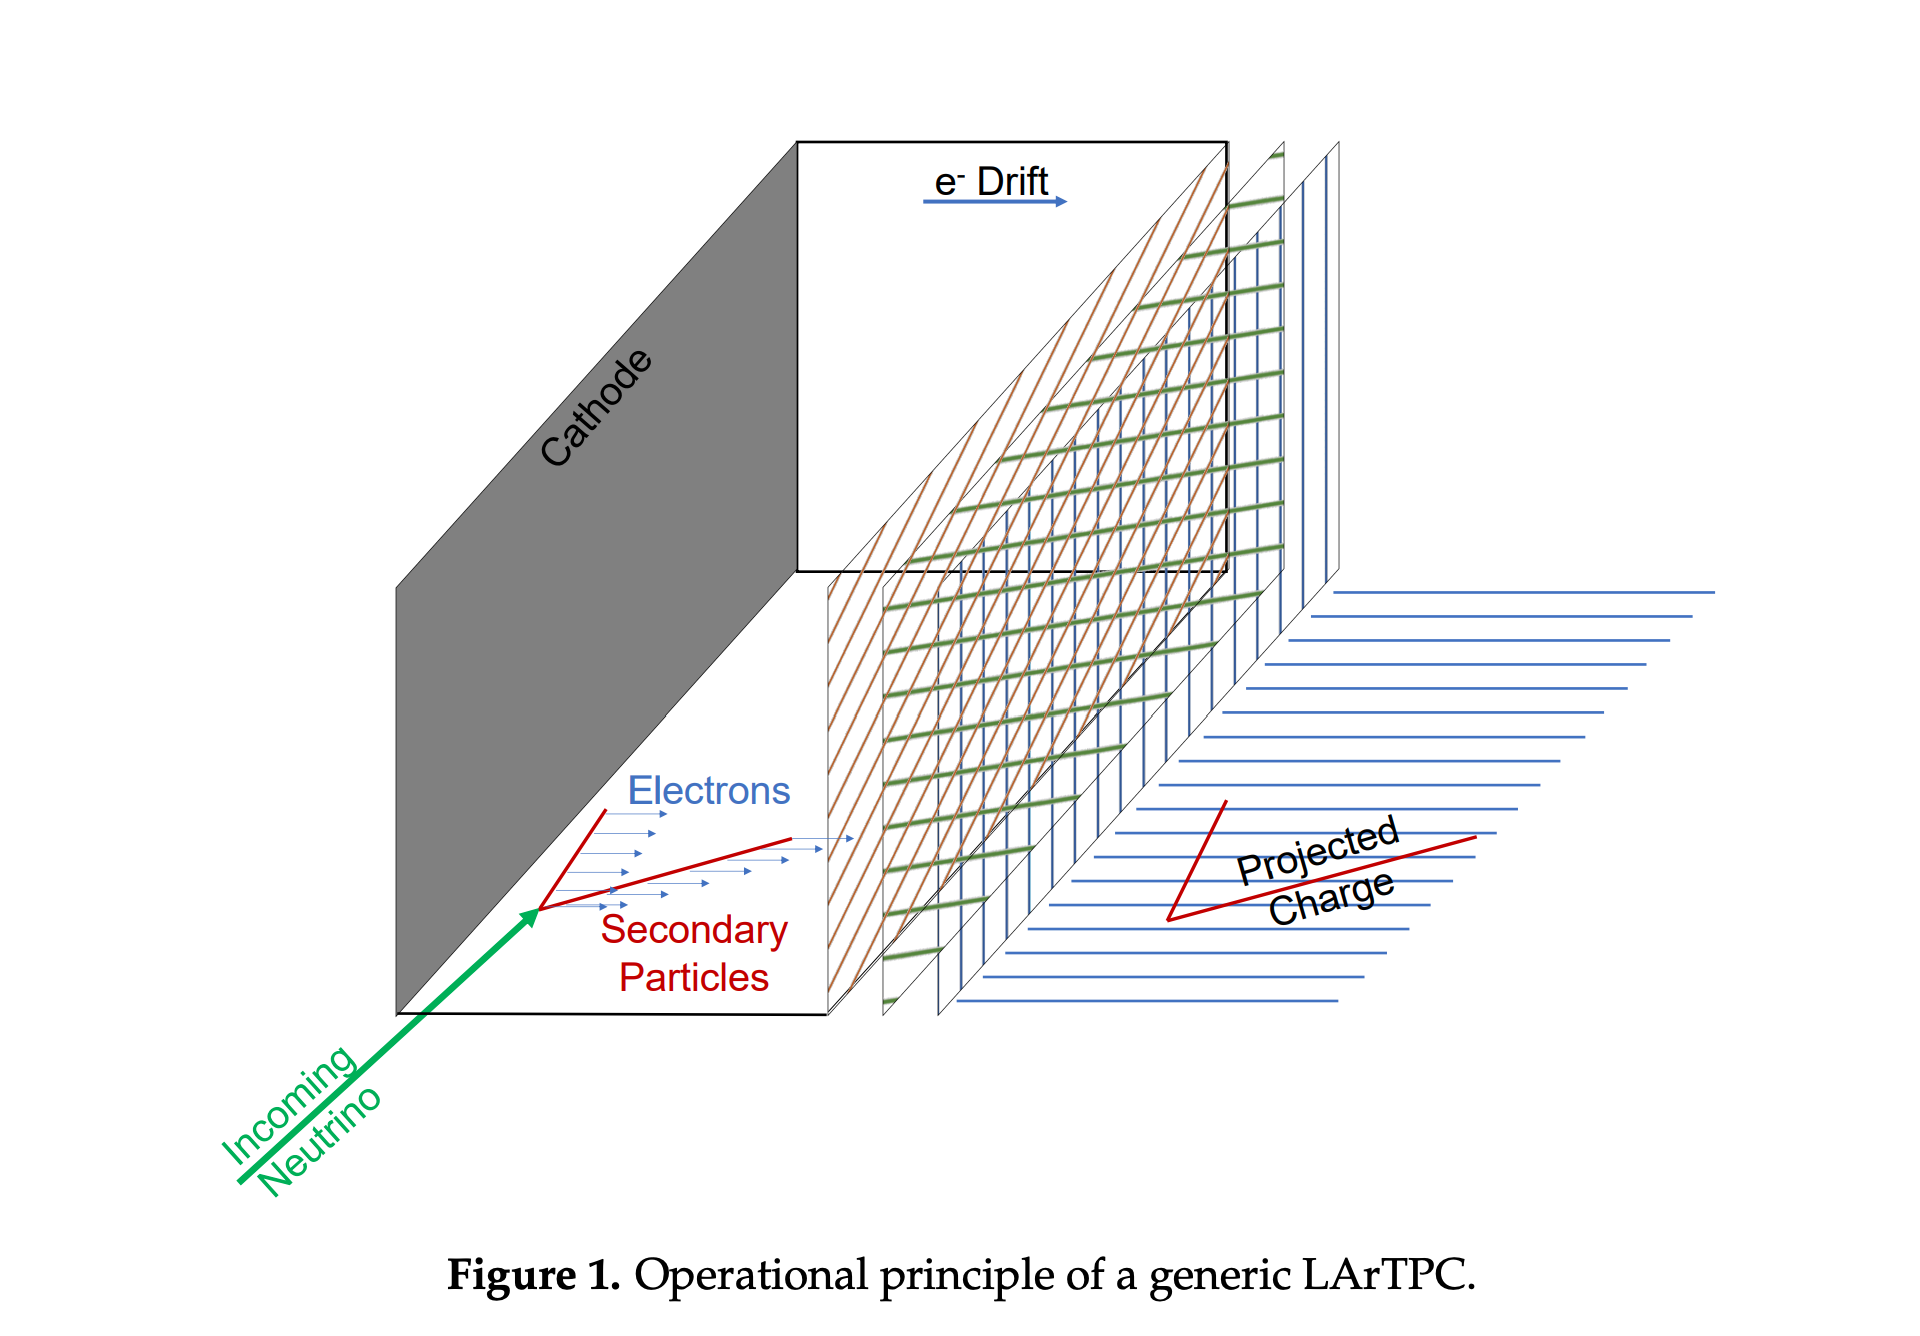 e- Drift
Cathode
Electrons
Secondary
Particles
Projected
Charge
Incoming
Neutrino
Figure 1. Operational principle of a generic LArTPC.